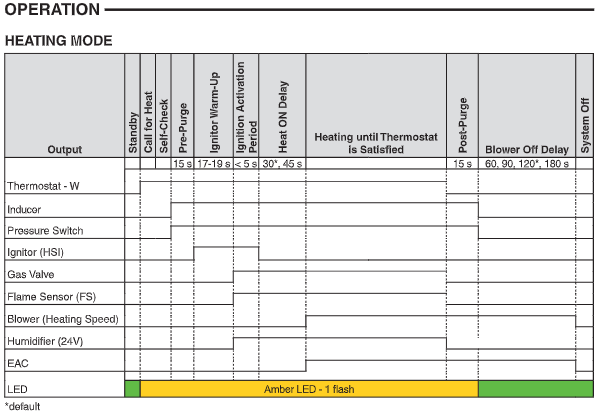 OPERATION
HEATING MODE
Output
Standby
Call for Heat
Self-Check
Pre-Purge
Ignitor Warm-Up
Ignition Activation
Period
Heat ON Delay
Heating until Thermostat
is Satisfied
Post-Purge
Blower Off Delay
System Off
15 s 17-19 s < 5 s 30*, 45 s 15 s 60, 90, 120*, 180 s
Thermostat - W
Inducor
Pressure Switch
Ignitor (HSI)
Gas Valve
Flame Sensor (FS)
Blower (Heating Speed)
Humidifier (24V)
EAC
LED Amber LED - 1 flash
*default